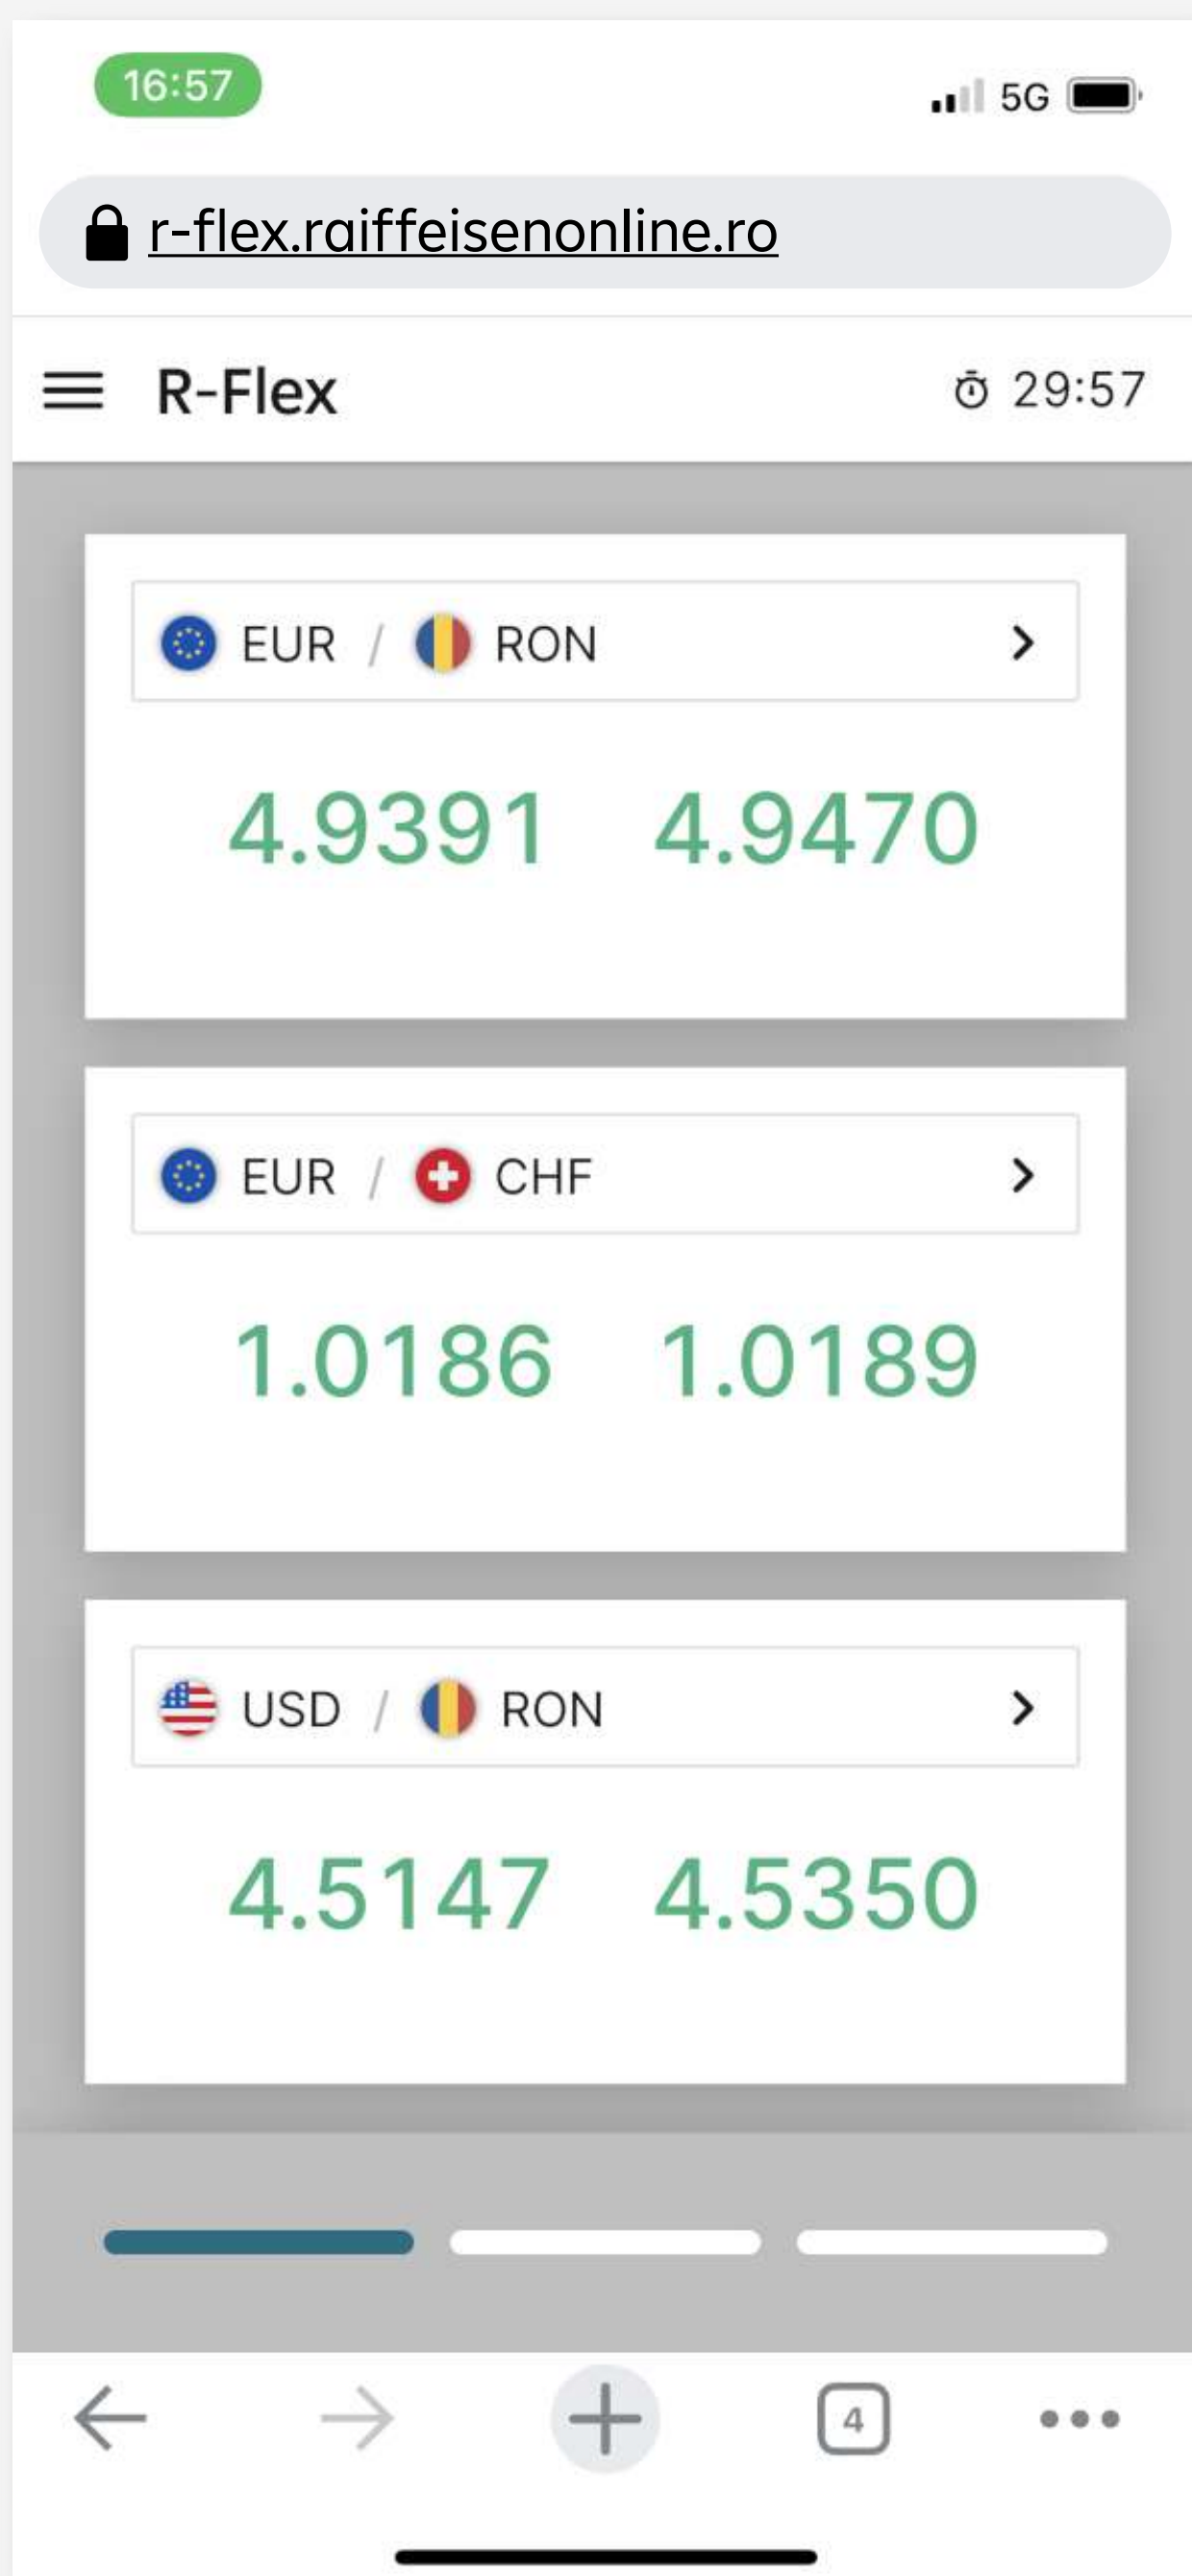 16:57 5G
r-flex.raiffeisenonline.ro
R-Flex 29:57
EUR / RON
4.9391 4.9470
EUR / CHF
1.0186 1.0189
USD / RON
4.5147 4.5350
4